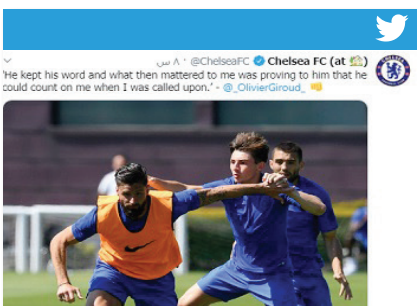 Chelsea FC (at 🏡) @ChelseaFC · ٨ س
'He kept his word and what then mattered to me was proving to him that he
could count on me when I was called upon.' - @_OlivierGiroud_ 👊